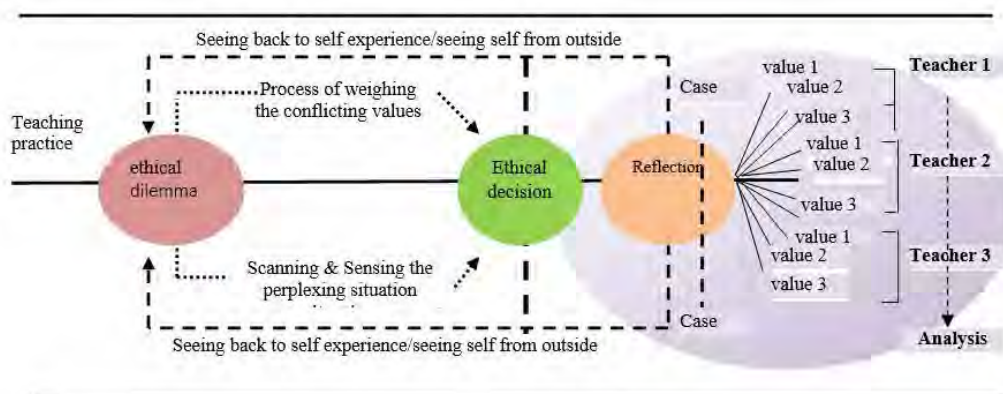 Seeing back to self experience/seeing self from outside
Process of weighing
the conflicting values
Teaching
practice
ethical
dilemma
Ethical
decision
Reflection
Case
value 1
value 2
value 3
Teacher 1
value 1
value 2
value 3
Teacher 2
value 1
value 2
value 3
Teacher 3
Scanning & Sensing the
perplexing situation
Case
Analysis
Seeing back to self experience/seeing self from outside